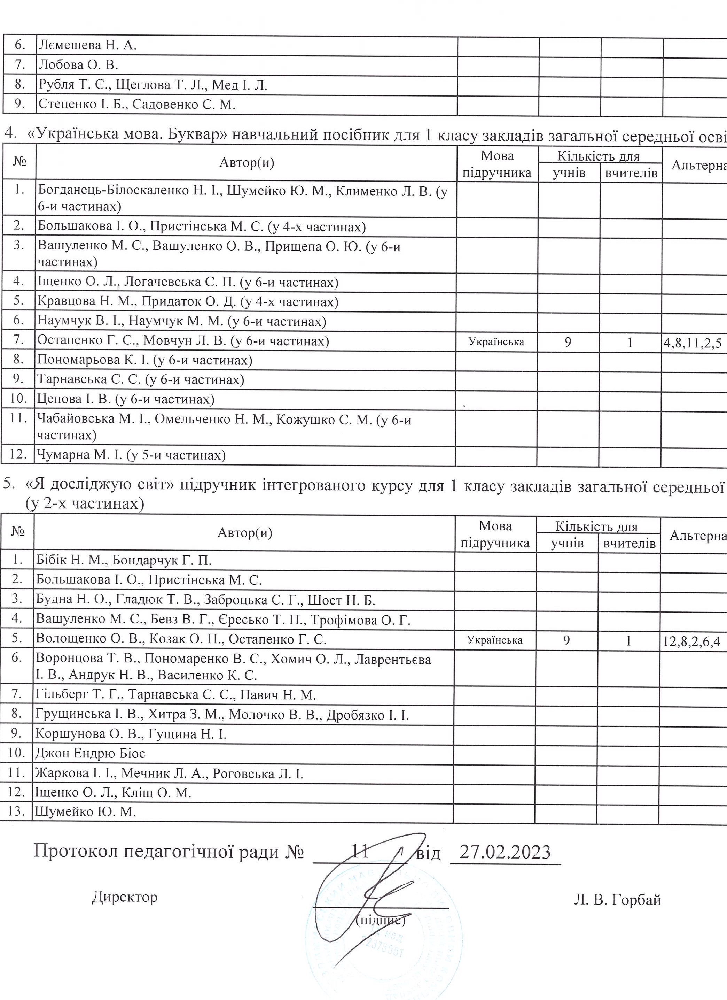 6. Лємешева Н. А.
7. Лобова О. В.
8. Рубля Т. Є., Щеглова Т. Л., Мед І. Л.
9. Стеценко І. Б., Садовенко С. М.
4. «Українська мова. Буквар» навчальний посібник для 1 класу закладів загальної середньої осві
№ Автор(и) Мова підручника Кількість для учнів вчителів Альтерна
1. Богданець-Білоскаленко Н. І., Шумейко Ю. М., Клименко Л. В. (у
6-и частинах)
2. Большакова І. О., Пристінська М. С. (у 4-х частинах)
3. Вашуленко М. С., Вашуленко О. В., Прищепа О. Ю. (у 6-и
частинах)
4. Іщенко О. Л., Логачевська С. П. (у 6-и частинах)
5. Кравцова Н. М., Придаток О. Д. (у 4-х частинах)
6. Наумчук В. І., Наумчук М. М. (у 6-и частинах)
7. Остапенко Г. С., Мовчун Л. В. (у 6-и частинах) Українська 9 1 4,8,11,2,5
8. Пономарьова К. І. (у 6-и частинах)
9. Тарнавська С. С. (у 6-и частинах)
10. Цепова І. В. (у 6-и частинах)
11. Чабайовська М. І., Омельченко Н. М., Кожушко С. М. (у 6-и
частинах)
12. Чумарна М. І. (у 5-и частинах)
5. «Я досліджую світ» підручник інтегрованого курсу для 1 класу закладів загальної середньої
(у 2-х частинах)
№ Автор(и) Мова підручника Кількість для учнів вчителів Альтерна
1. Бібік Н. М., Бондарчук Г. П.
2. Большакова І. О., Пристінська М. С.
3. Будна Н. О., Гладюк Т. В., Заброцька С. Г., Шост Н. Б.
4. Вашуленко М. С., Бевз В. Г., Єресько Т. П., Трофімова О. Г.
5. Волощенко О. В., Козак О. П., Остапенко Г. С. Українська 9 1 12,8,2,6,4
6. Воронцова Т. В., Пономаренко В. С., Хомич О. Л., Лаврентьєва
І. В., Андрук Н. В., Василенко К. С.
7. Гільберг Т. Г., Тарнавська С. С., Павич Н. М.
8. Грущинська І. В., Хитра З. М., Молочко В. В., Дробязко І. І.
9. Коршунова О. В., Гущина Н. І.
10. Джон Ендрю Біос
11. Жаркова І. І., Мечник Л. А., Роговська Л. І.
12. Іщенко О. Л., Кліщ О. М.
13. Шумейко Ю. М.
Протокол педагогічної ради № 11 від 27.02.2023
Директор Л. В. Горбай
(підпис)